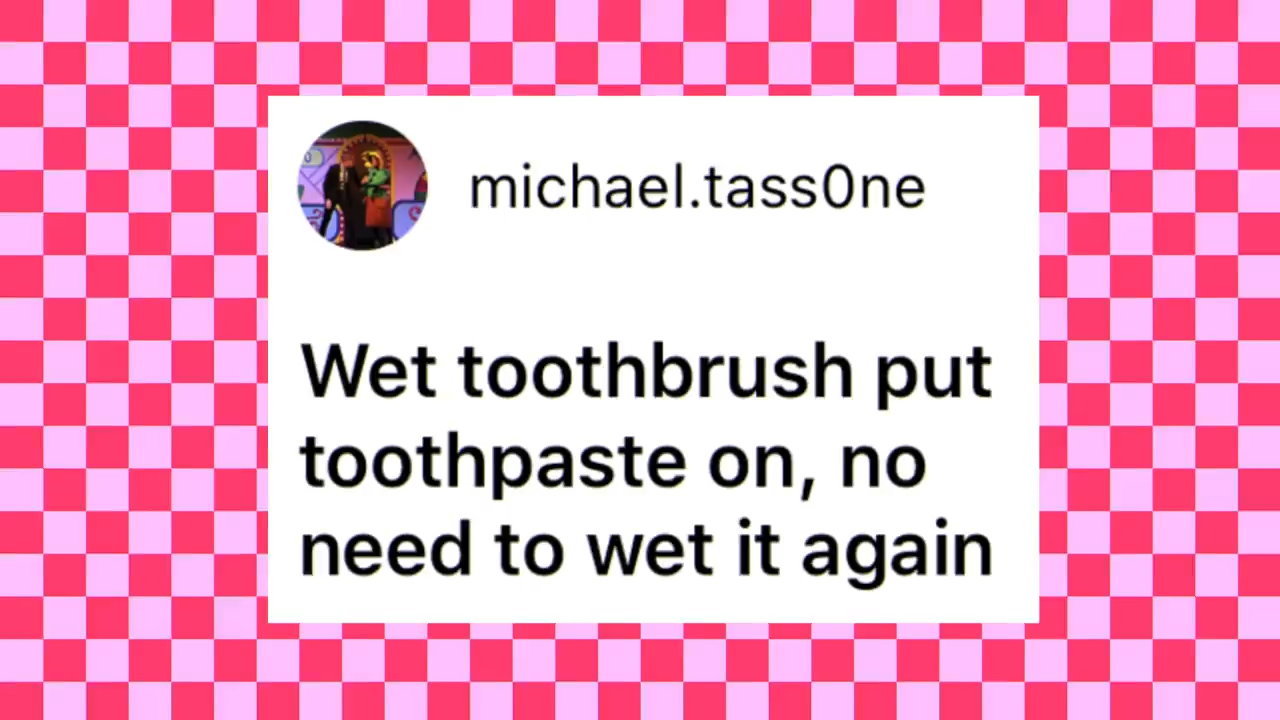 michael.tass0ne
Wet toothbrush put
toothpaste on, no
need to wet it again